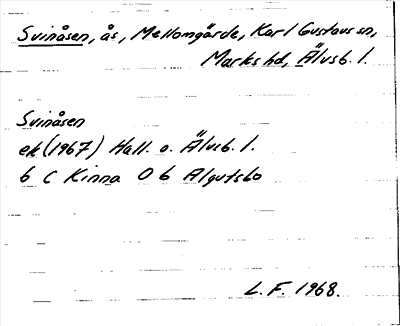 Svinåsen, ås, Mellomgärde, Karl Gustavs sn,
Marks hd, Älvsb. l.
Svinåsen
ek (1967) Hall. o. Älvsb. l.
6 C Kinna 0 6 Algutsbo
L. F. 1968.